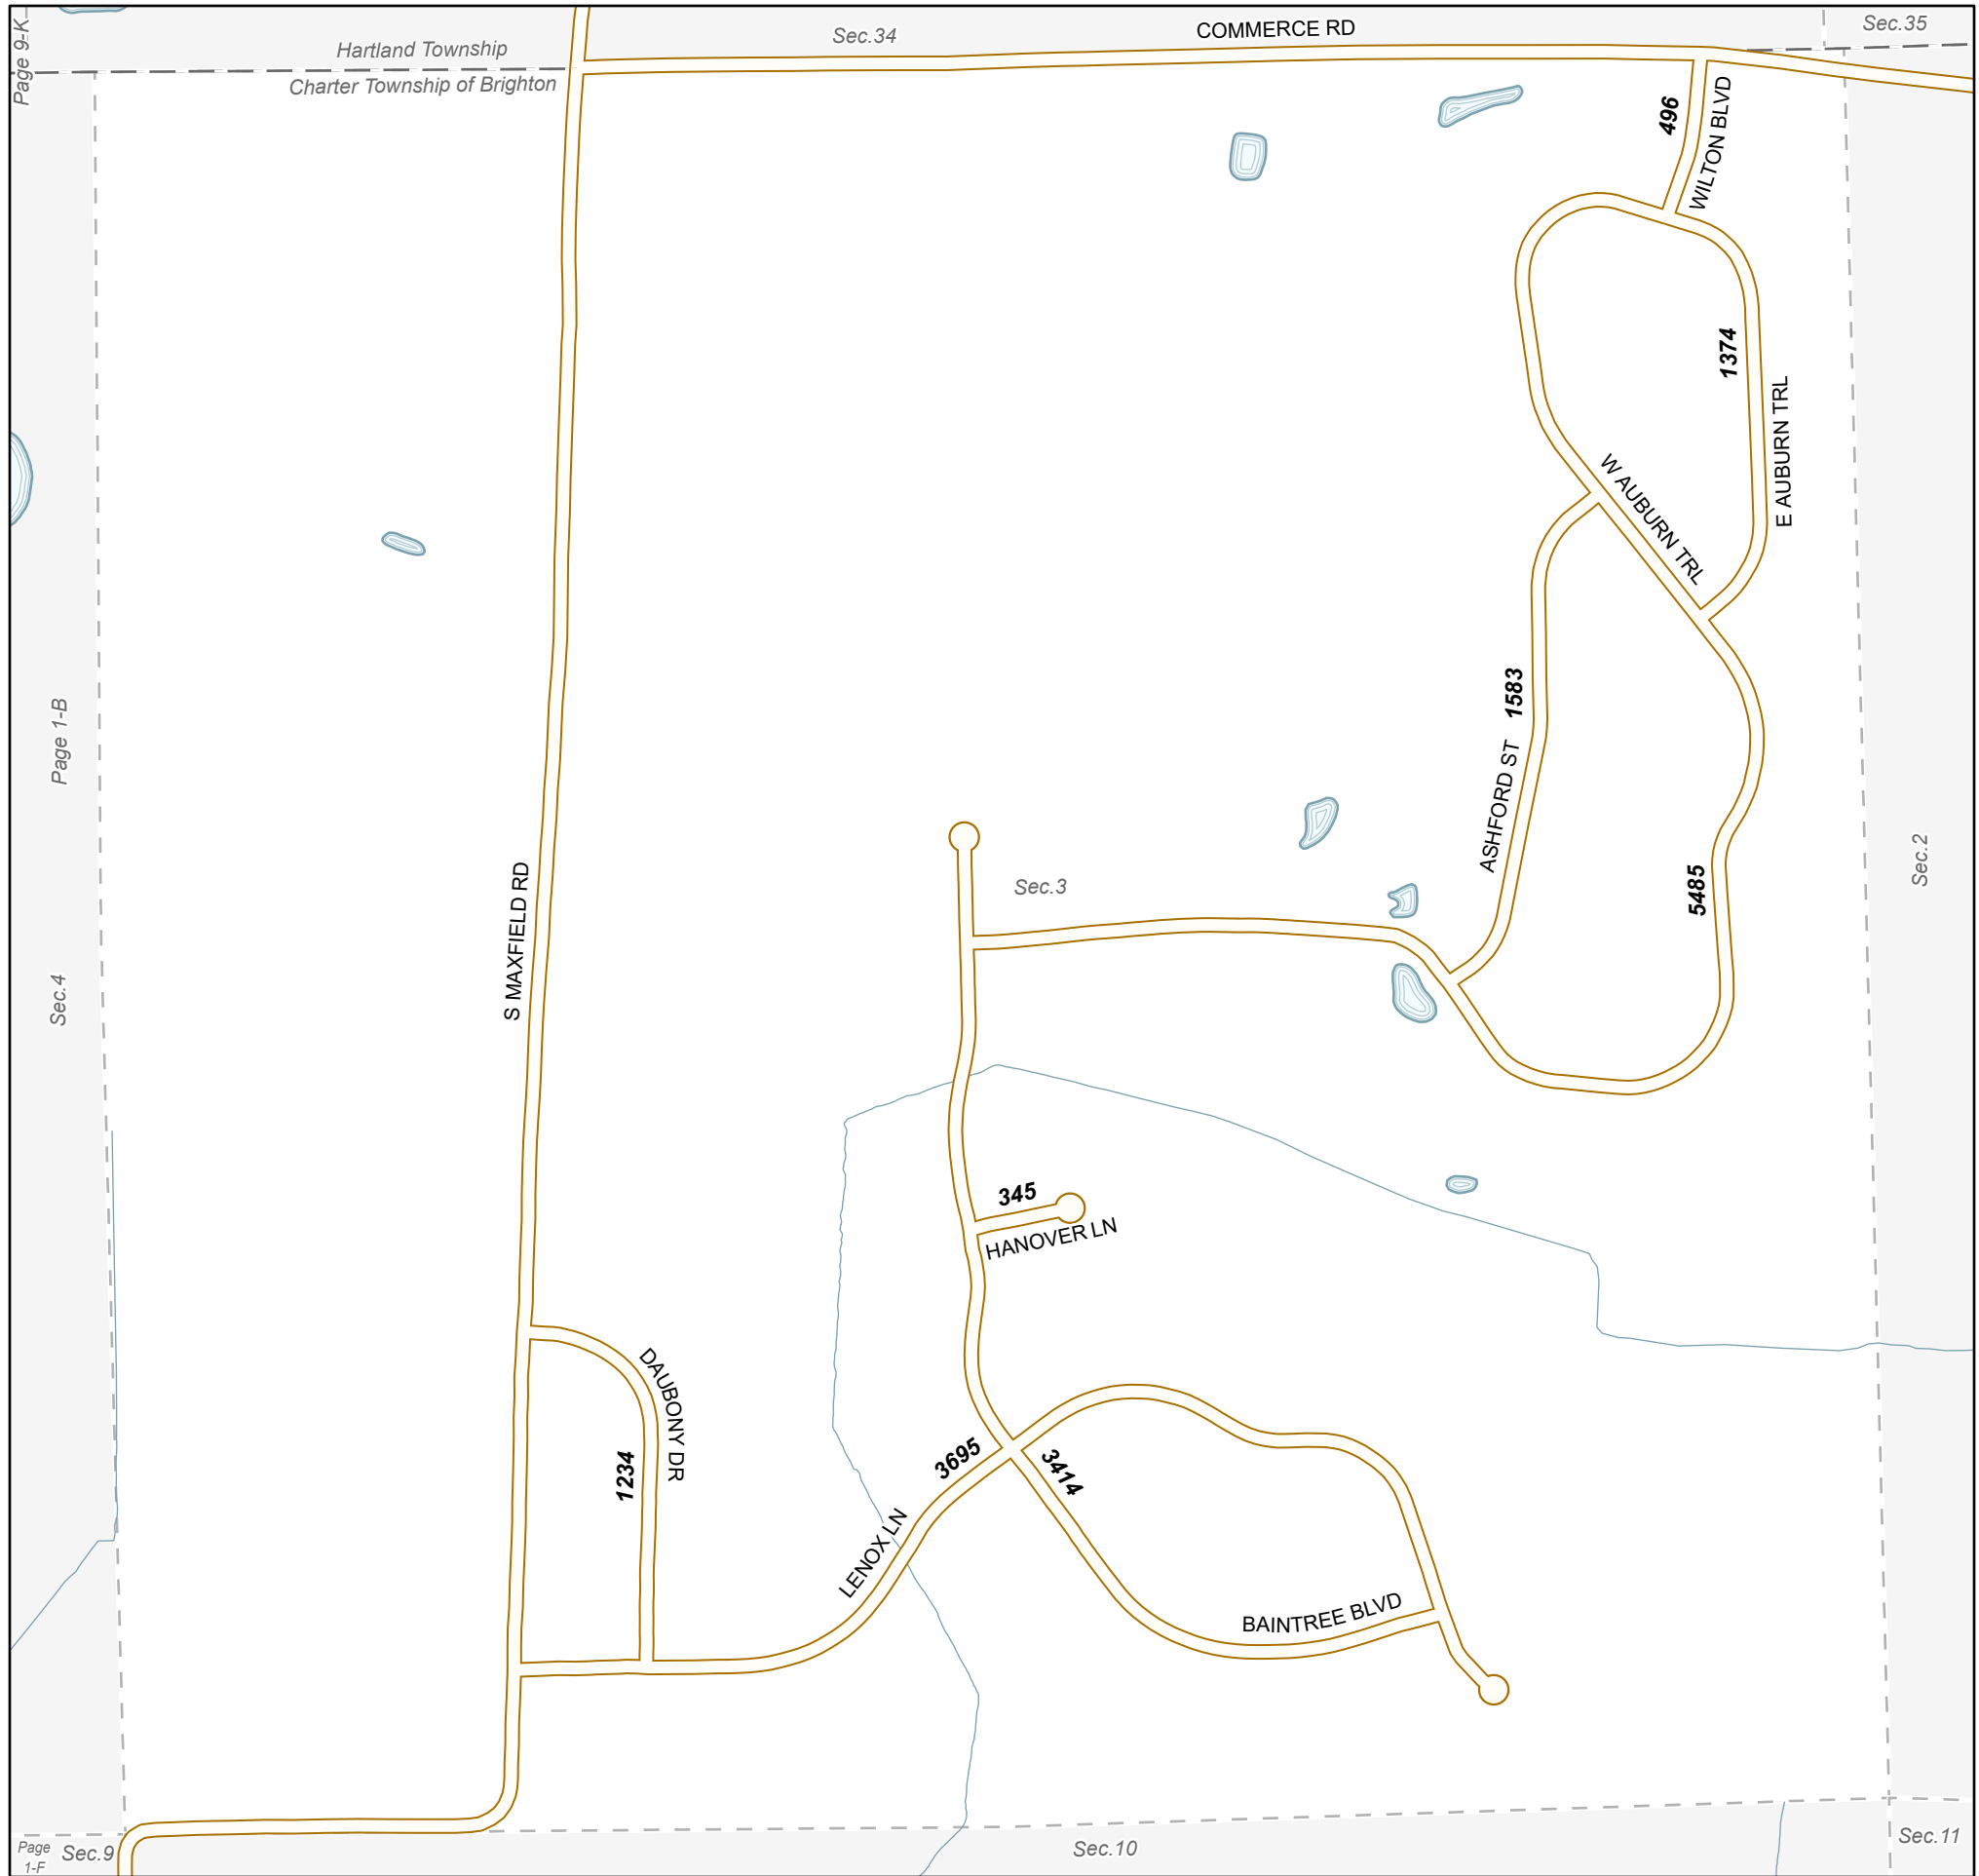 Page 9-K
Hartland Township
Sec.34
COMMERCE RD
Sec.35
Charter Township of Brighton
496
WILTON BLVD
1374
E AUBURN TRL
W AUBURN TRL
1583
ASHFORD ST
Page 1-B
S MAXFIELD RD
Sec.3
5485
Sec.2
Sec.4
345
HANOVER LN
DAUBONY DR
1234
3695
3414
LENOX LN
BAINTREE BLVD
Page
1-F
Sec.9
Sec.10
Sec.11